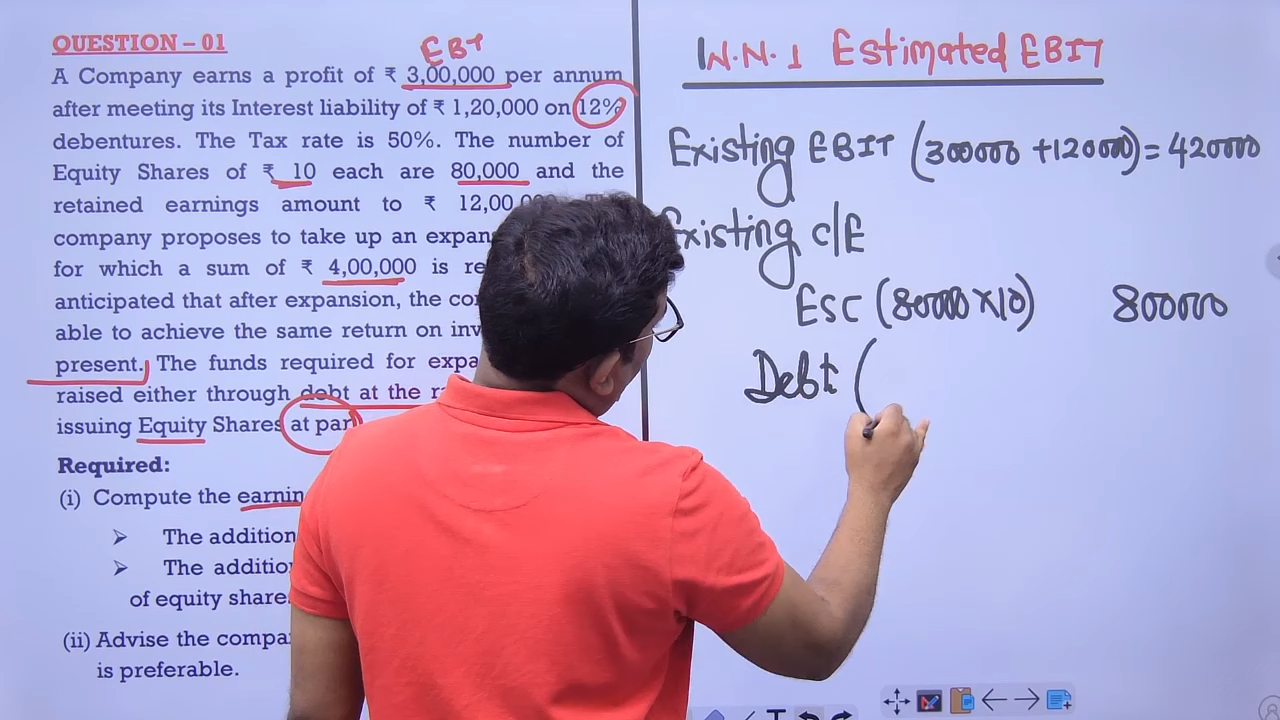 QUESTION – 01
EBT
A Company earns a profit of ₹ 3,00,000 per annum
after meeting its Interest liability of ₹ 1,20,000 on 12%
debentures. The Tax rate is 50%. The number of
Equity Shares of ₹ 10 each are 80,000 and the
retained earnings amount to ₹ 12,00,
company proposes to take up an expan
for which a sum of ₹ 4,00,000 is re
anticipated that after expansion, the co
able to achieve the same return on inv
present. The funds required for expa
raised either through debt at the r
issuing Equity Shares at par
Required:
(i) Compute the earnin
➤ The addition
➤ The additio
of equity share
(ii) Advise the compa
is preferable.
W.N. 1 Estimated EBIT
Existing EBIT (300000 + 120000) = 420000
Existing C/E
ESC (80000 × 10) 800000
Debt (